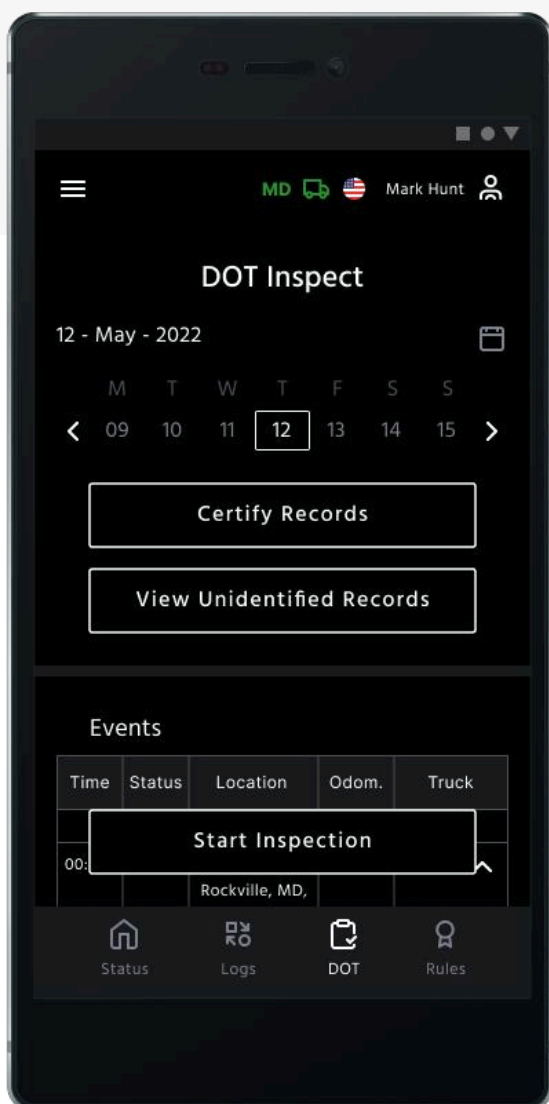 MD Mark Hunt
DOT Inspect
12 - May - 2022
M T W T F S S
09 10 11 12 13 14 15
Certify Records
View Unidentified Records
Events
Time Status Location Odom. Truck
Start Inspection
00:
Rockville, MD,
Status Logs DOT Rules